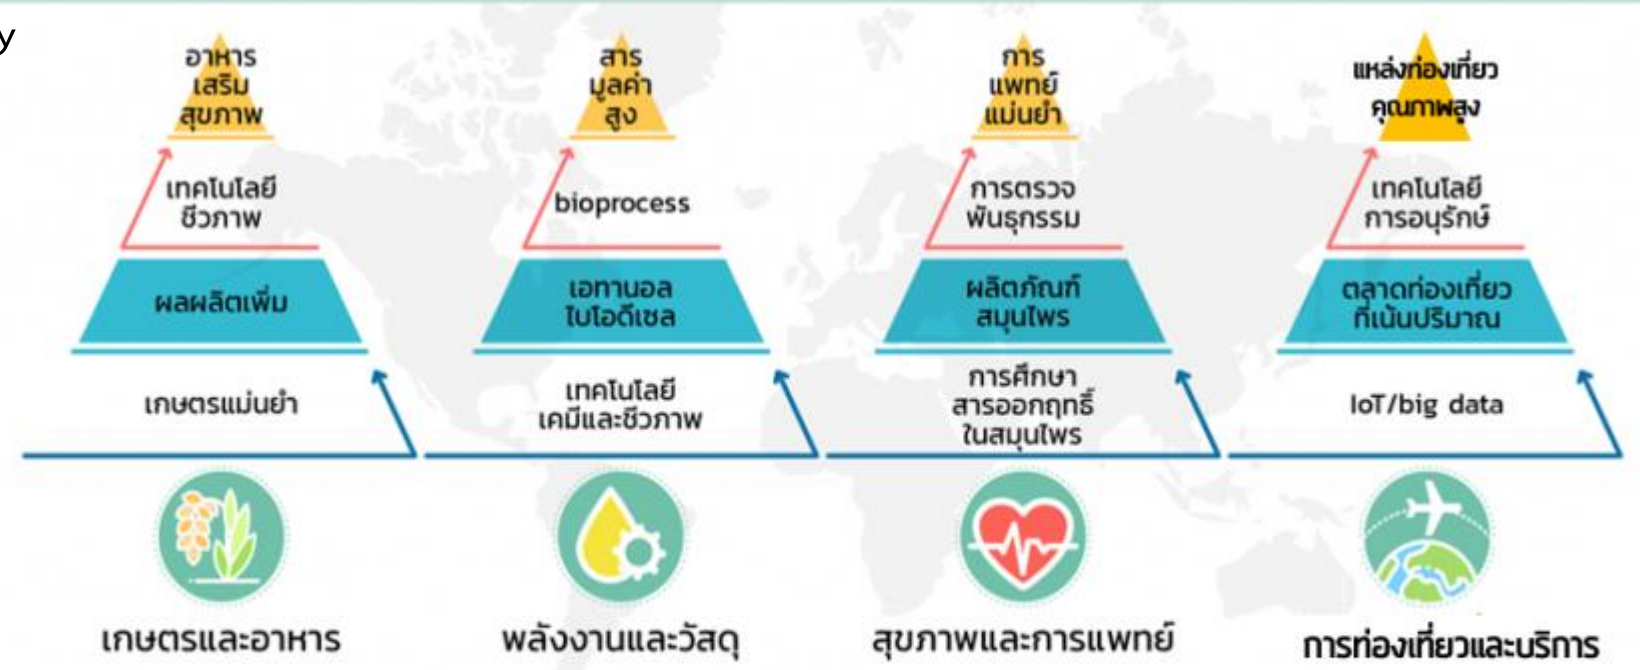 y
อาหาร
เสริม
สุขภาพ
เทคโนโลยี
ชีวภาพ
ผลผลิตเพิ่ม
เกษตรแม่นยำ
เกษตรและอาหาร
สาร
มูลค่า
สูง
bioprocess
เอทานอล
ไบโอดีเซล
เทคโนโลยี
เคมีและชีวภาพ
พลังงานและวัสดุ
การ
แพทย์
แม่นยำ
การตรวจ
พันธุกรรม
ผลิตภัณฑ์
สมุนไพร
การศึกษา
สารออกฤทธิ์
ในสมุนไพร
สุขภาพและการแพทย์
แหล่งท่องเที่ยว
คุณภาพสูง
เทคโนโลยี
การอนุรักษ์
ตลาดท่องเที่ยว
ที่เน้นปริมาณ
IoT/big data
การท่องเที่ยวและบริการ